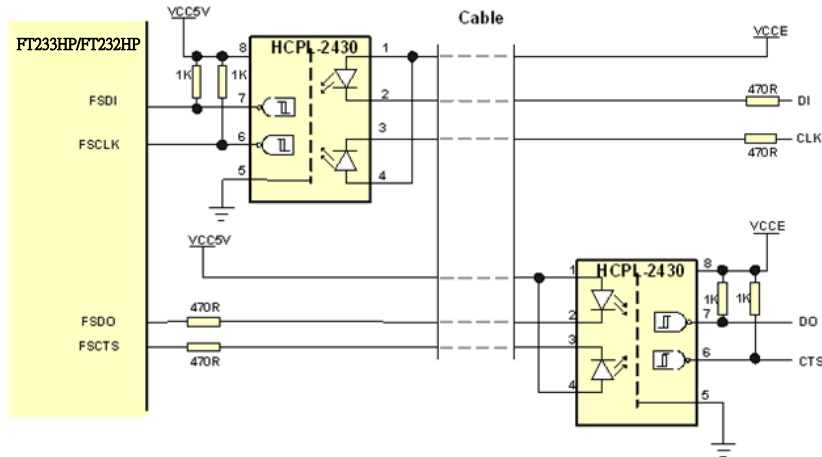 Cable
VCC5V
VCCE
FT233HP/FT232HP
HCPL-2430
8
1
1K
1K
470R
FSDI
7
2
DI
FSCLK
6
3
CLK
470R
5
4
VCC5V
VCCE
HCPL-2430
1
8
470R
1K
1K
FSDO
2
7
DO
FSCTS
3
6
CTS
470R
4
5